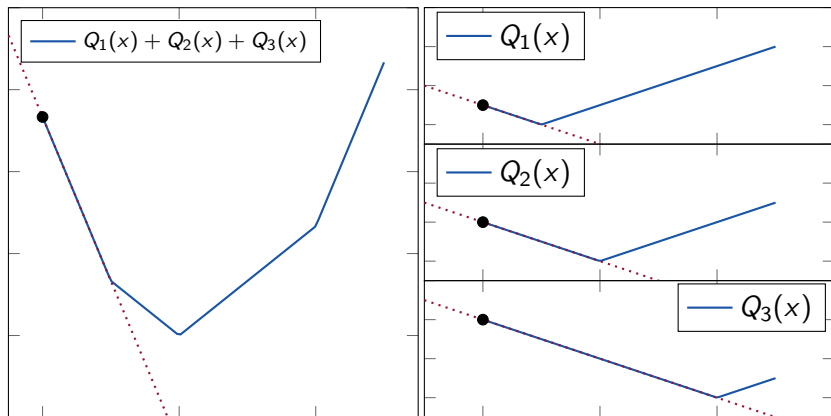 Q₁(x) + Q₂(x) + Q₃(x)
Q₁(x)
Q₂(x)
Q₃(x)